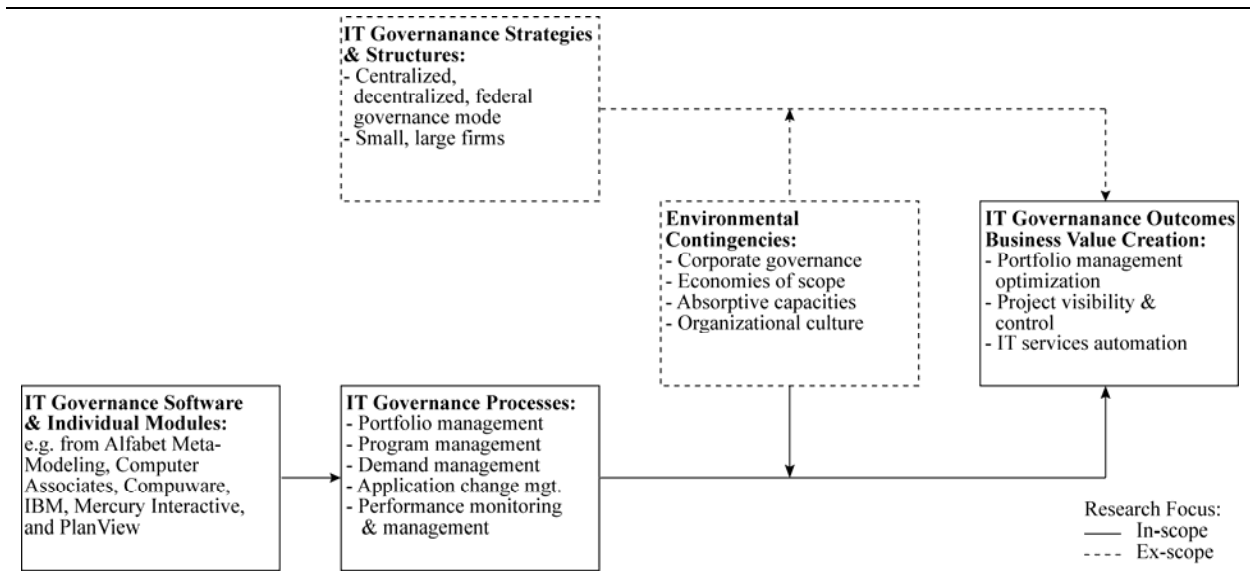 IT Governanance Strategies
& Structures:
- Centralized,
decentralized, federal
governance mode
- Small, large firms
Environmental
Contingencies:
- Corporate governance
- Economies of scope
- Absorptive capacities
- Organizational culture
IT Governanance Outcomes
Business Value Creation:
- Portfolio management
optimization
- Project visibility &
control
- IT services automation
IT Governance Software
& Individual Modules:
e.g. from Alfabet Meta-
Modeling, Computer
Associates, Compuware,
IBM, Mercury Interactive,
and PlanView
IT Governance Processes:
- Portfolio management
- Program management
- Demand management
- Application change mgt.
- Performance monitoring
& management
Research Focus:
In-scope
Ex-scope